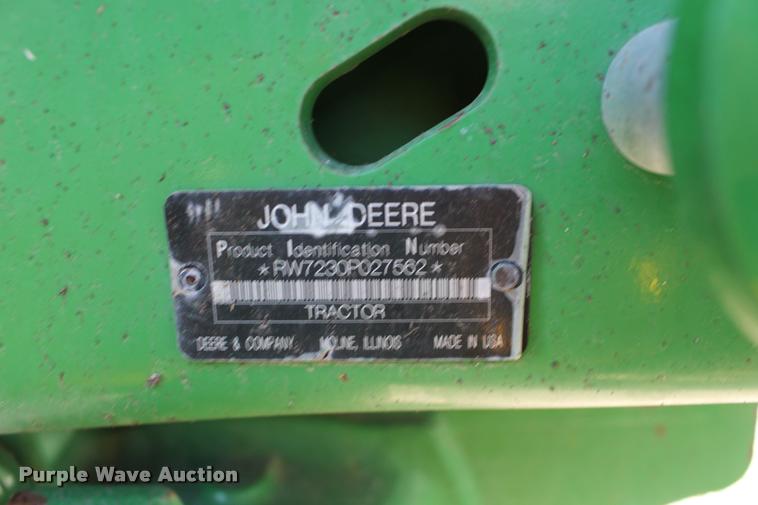 JOHN DEERE
Product Identification Number
*RW7230P027562*
TRACTOR
DEERE & COMPANY MOLINE, ILLINOIS MADE IN USA
Purple Wave Auction